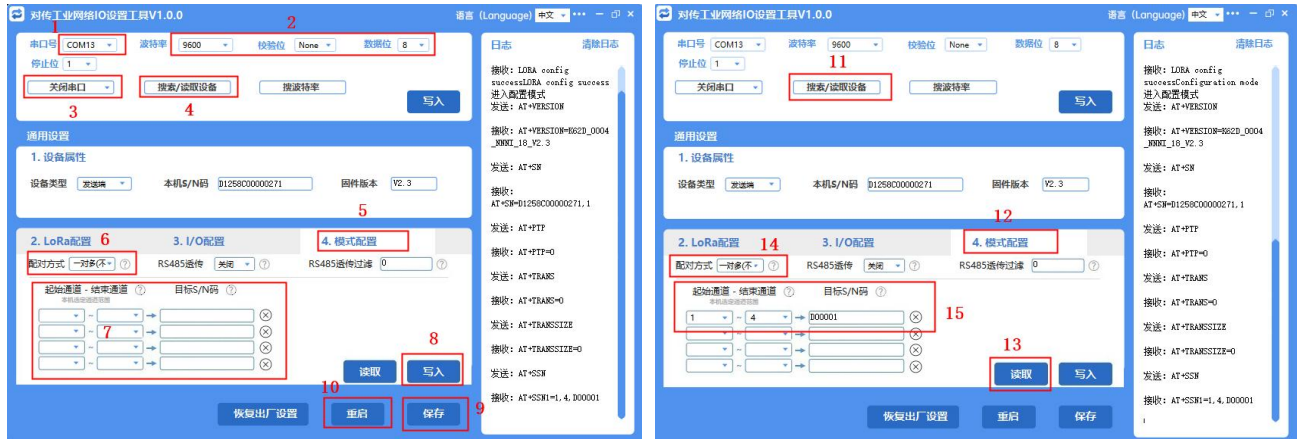 对传工业网络IO设置工具V1.0.0
语言 (Language) 中文
1
2
串口号 COM13 波特率 9600 校验位 None 数据位 8
停止位 1
关闭串口 搜索/读取设备 搜波特率
3
4
写入
日志 清除日志
接收: LORA config
successLORA config success
进入配置模式
发送: AT+VERSION
接收: AT+VERSION=K62D_0004
_NNNI_18_V2.3
发送: AT+SN
接收:
AT+SN=D1258C00000271,1
发送: AT+PTP
接收: AT+PTP=0
发送: AT+TRANS
接收: AT+TRANS=0
发送: AT+TRANSSIZE
接收: AT+TRANSSIZE=0
发送: AT+SSN
接收: AT+SSN1=1,4,D00001
通用设置
1. 设备属性
设备类型 发送端 本机S/N码 D1258C00000271 固件版本 V2.3
5
6
2. LoRa配置 3. I/O配置 4. 模式配置
配对方式 一对多(不 RS485透传 关闭 RS485透传过滤 0
起始通道 - 结束通道 目标S/N码
本机选定通道范围
7
8
读取 写入
10
恢复出厂设置 重启 保存
9
对传工业网络IO设置工具V1.0.0
语言 (Language) 中文
串口号 COM13 波特率 9600 校验位 None 数据位 8
停止位 1
11
关闭串口 搜索/读取设备 搜波特率
写入
日志 清除日志
接收: LORA config
successConfiguration mode
进入配置模式
发送: AT+VERSION
接收: AT+VERSION=K62D_0004
_NNNI_18_V2.3
发送: AT+SN
接收:
AT+SN=D1258C00000271,1
发送: AT+PTP
接收: AT+PTP=0
发送: AT+TRANS
接收: AT+TRANS=0
发送: AT+TRANSSIZE
接收: AT+TRANSSIZE=0
发送: AT+SSN
接收: AT+SSN1=1,4,D00001
通用设置
1. 设备属性
设备类型 发送端 本机S/N码 D1258C00000271 固件版本 V2.3
12
14
2. LoRa配置 3. I/O配置 4. 模式配置
配对方式 一对多(不 RS485透传 关闭 RS485透传过滤 0
起始通道 - 结束通道 目标S/N码
本机选定通道范围
1 ~ 4 D00001
15
13
读取 写入
恢复出厂设置 重启 保存